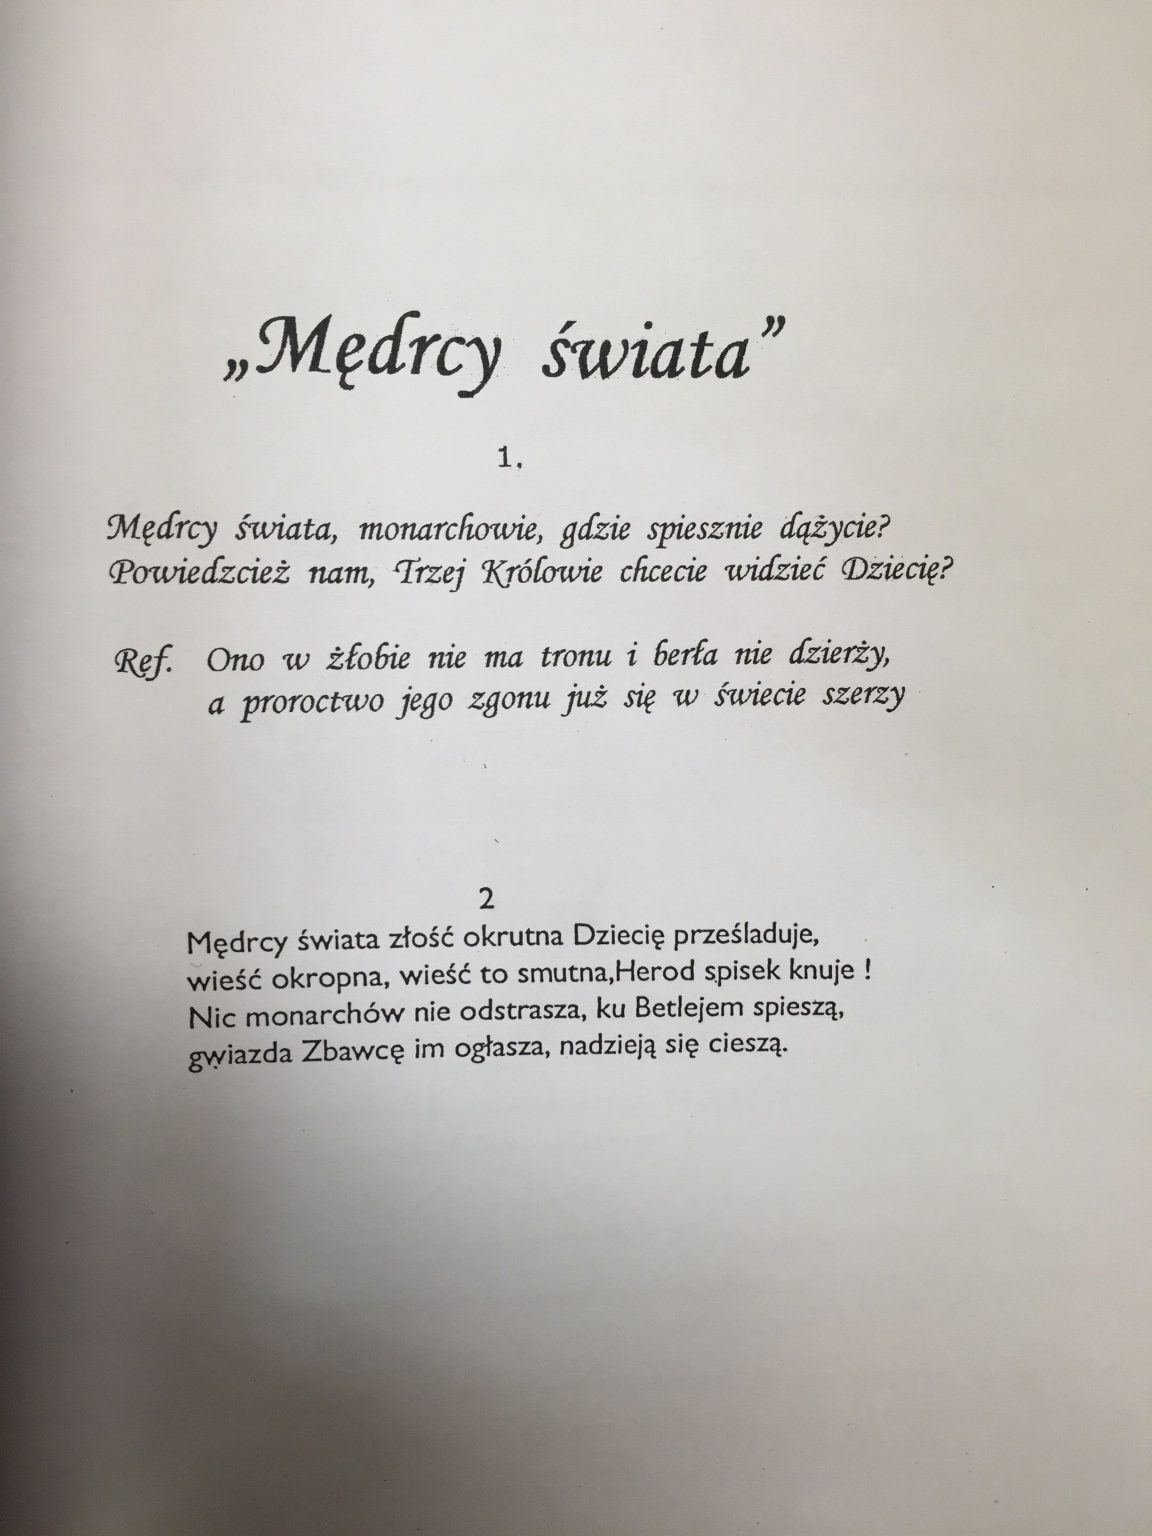 „Mędrcy świata”
1.
Mędrcy świata, monarchowie, gdzie spiesznie dążycie?
Powiedzcież nam, Trzej Królowie chcecie widzieć Dziecię?
Ref. Ono w żłobie nie ma tronu i berła nie dzierży,
a proroctwo jego zgonu już się w świecie szerzy
2
Mędrcy świata złość okrutna Dziecię prześladuje,
wieść okropna, wieść to smutna,Herod spisek knuje !
Nic monarchów nie odstrasza, ku Betlejem spieszą,
gwiazda Zbawcę im ogłasza, nadzieją się cieszą.